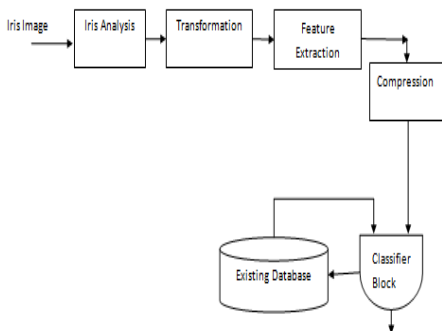 Iris Image
Iris Analysis
Transformation
Feature
Extraction
Compression
Existing Database
Classifier
Block